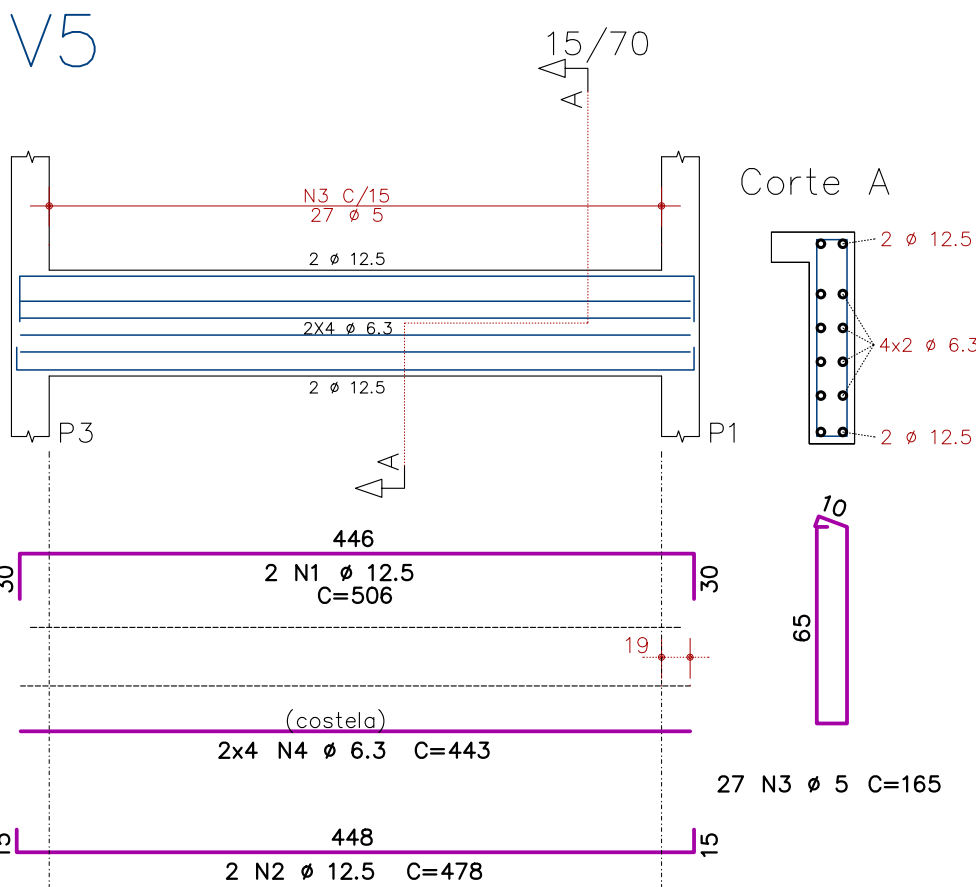 V5
15/70
A
Corte A
N3 C/15
27 ø 5
2 ø 12.5
2 ø 12.5
2X4 ø 6.3
4x2 ø 6.3
2 ø 12.5
2 ø 12.5
P3
P1
A
446
10
30
2 N1 ø 12.5
30
C=506
65
19
(costela)
2x4 N4 ø 6.3 C=443
27 N3 ø 5 C=165
15
448
15
2 N2 ø 12.5 C=478